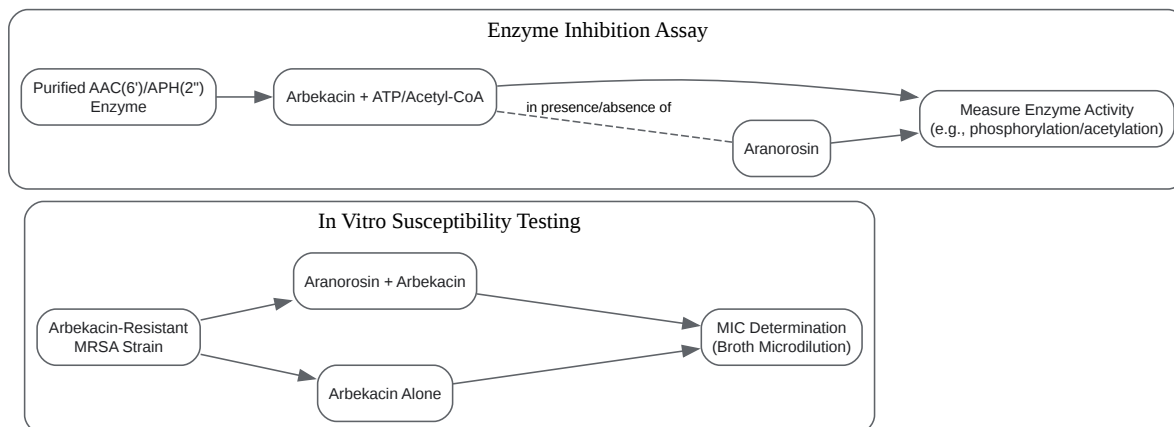 Enzyme Inhibition Assay
Purified AAC(6')/APH(2")
Enzyme
Arbekacin + ATP/Acetyl-CoA
in presence/absence of
Aranorosin
Measure Enzyme Activity
(e.g., phosphorylation/acetylation)
In Vitro Susceptibility Testing
Arbekacin-Resistant
MRSA Strain
Aranorosin + Arbekacin
Arbekacin Alone
MIC Determination
(Broth Microdilution)